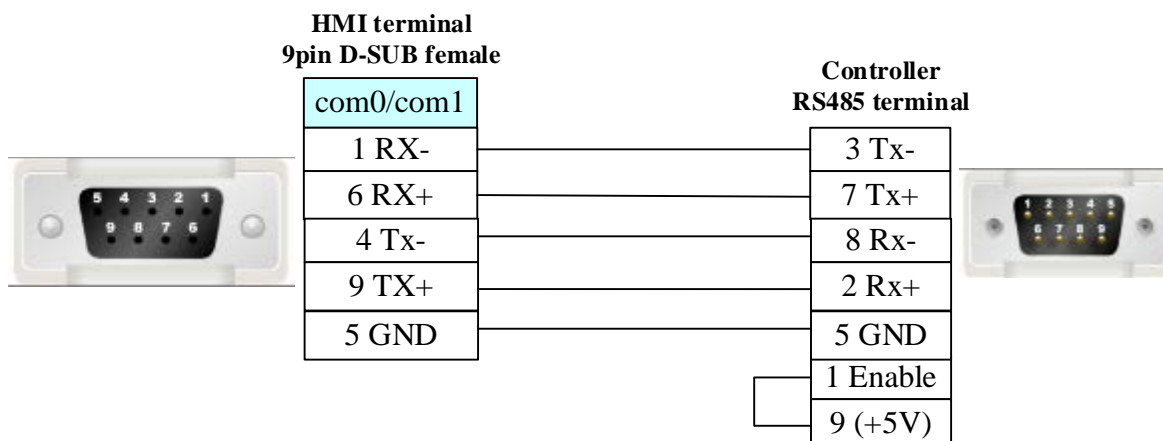 HMI terminal
9pin D-SUB female
com0/com1
1 RX-
6 RX+
4 Tx-
9 TX+
5 GND
Controller
RS485 terminal
3 Tx-
7 Tx+
8 Rx-
2 Rx+
5 GND
1 Enable
9 (+5V)
5 4 3 2 1
9 8 7 6
1 2 3 4 5
6 7 8 9